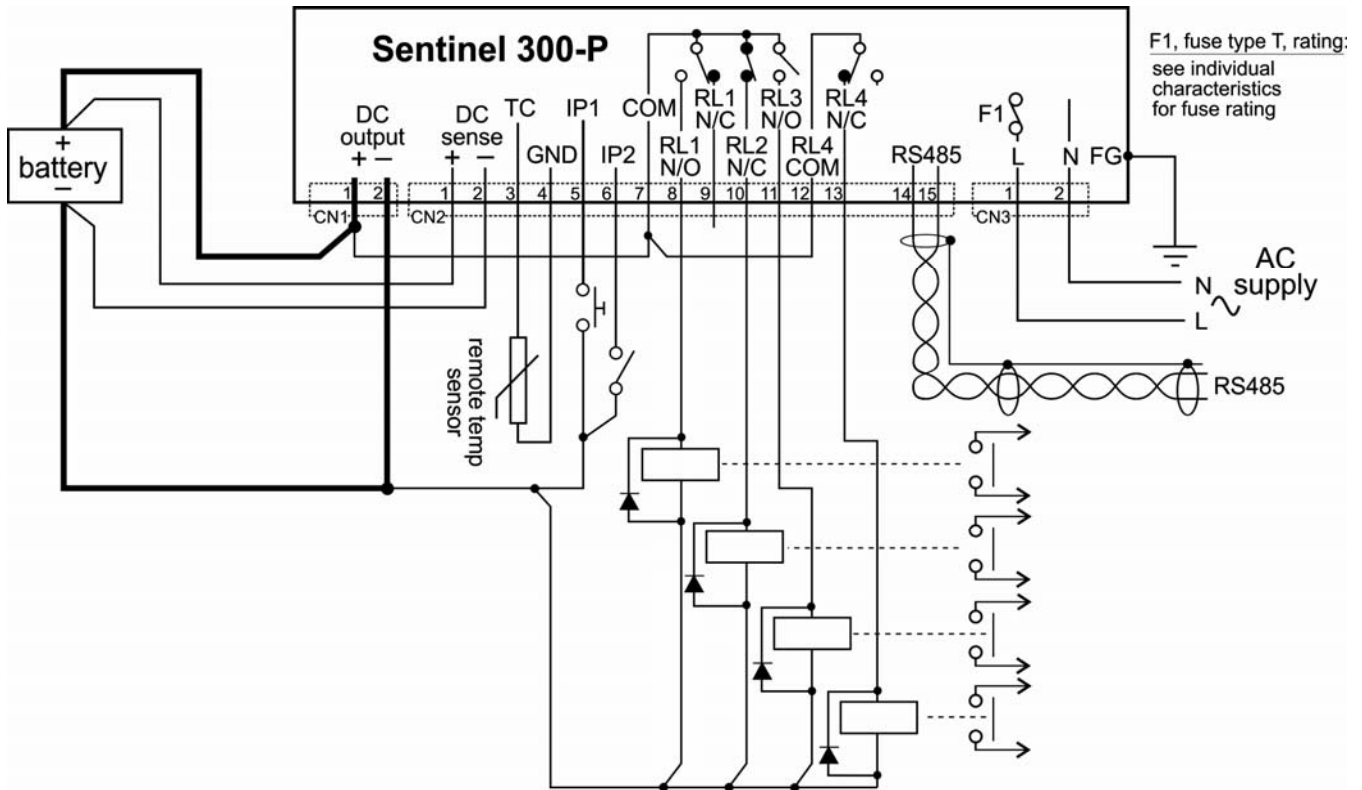 Sentinel 300-P
F1, fuse type T, rating:
see individual
characteristics
for fuse rating
DC
output
+ −
DC
sense
+ −
TC
GND
IP1
IP2
COM
RL1
N/O
RL1
N/C
RL2
N/C
RL3
N/O
RL4
COM
RL4
N/C
RS485
F1
L
N
FG
1
2
CN1
1
2
3
4
5
6
7
8
9
10
11
12
13
14
15
CN2
1
2
CN3
+
battery
−
remote temp
sensor
AC
supply
N
L
RS485